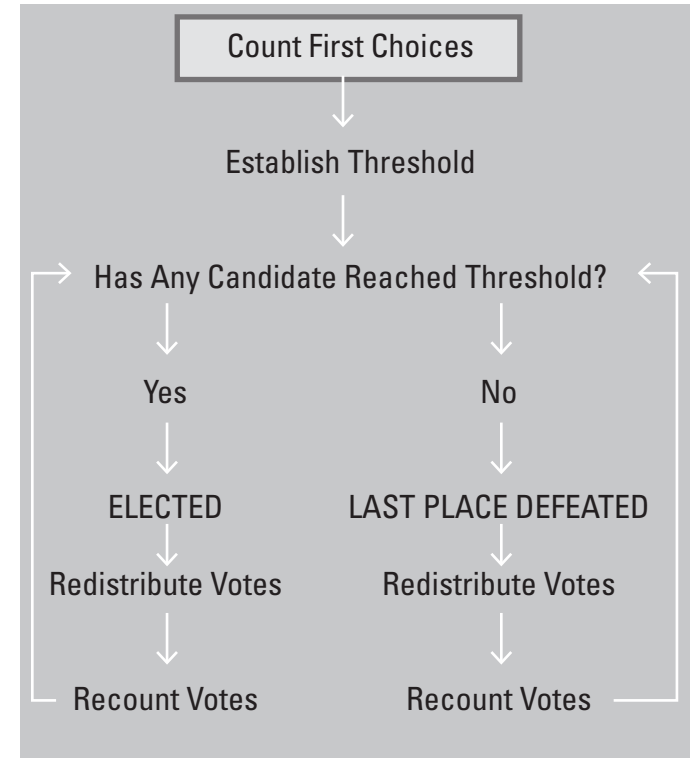 Count First Choices
Establish Threshold
Has Any Candidate Reached Threshold?
Yes
No
ELECTED
LAST PLACE DEFEATED
Redistribute Votes
Redistribute Votes
Recount Votes
Recount Votes